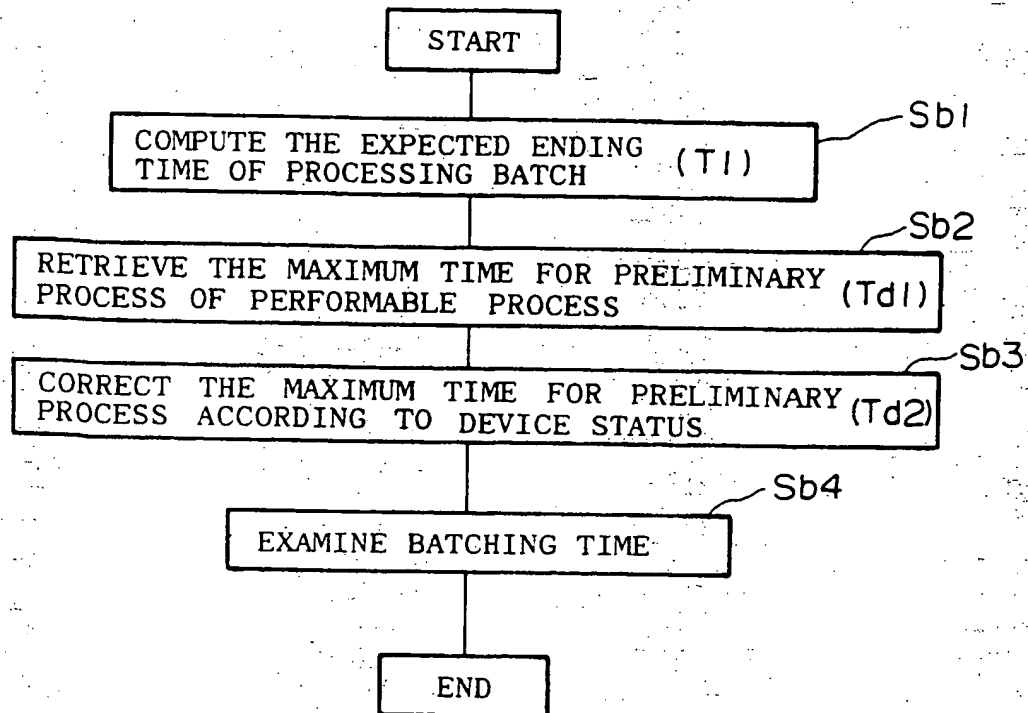 START
Sb1
COMPUTE THE EXPECTED ENDING
TIME OF PROCESSING BATCH (T1)
Sb2
RETRIEVE THE MAXIMUM TIME FOR PRELIMINARY
PROCESS OF PERFORMABLE PROCESS (Td1)
Sb3
CORRECT THE MAXIMUM TIME FOR PRELIMINARY
PROCESS ACCORDING TO DEVICE STATUS (Td2)
Sb4
EXAMINE BATCHING TIME
END